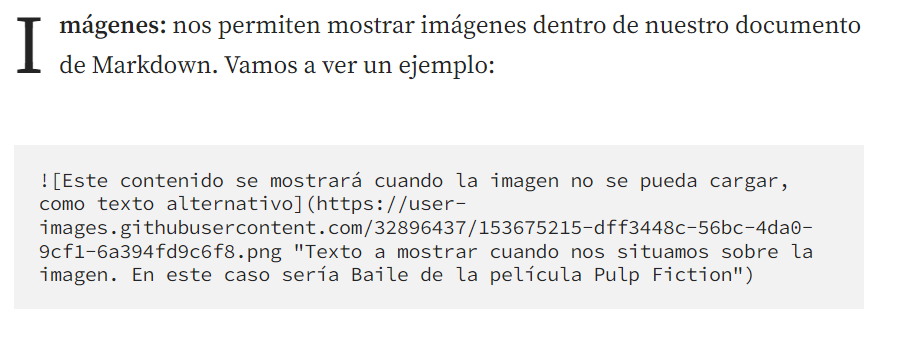 Imágenes: nos permiten mostrar imágenes dentro de nuestro documento
de Markdown. Vamos a ver un ejemplo:
![Este contenido se mostrará cuando la imagen no se pueda cargar,
como texto alternativo](https://user-
images.githubusercontent.com/32896437/153675215-dff3448c-56bc-4da0-
9cf1-6a394fd9c6f8.png "Texto a mostrar cuando nos situamos sobre la
imagen. En este caso sería Baile de la película Pulp Fiction")